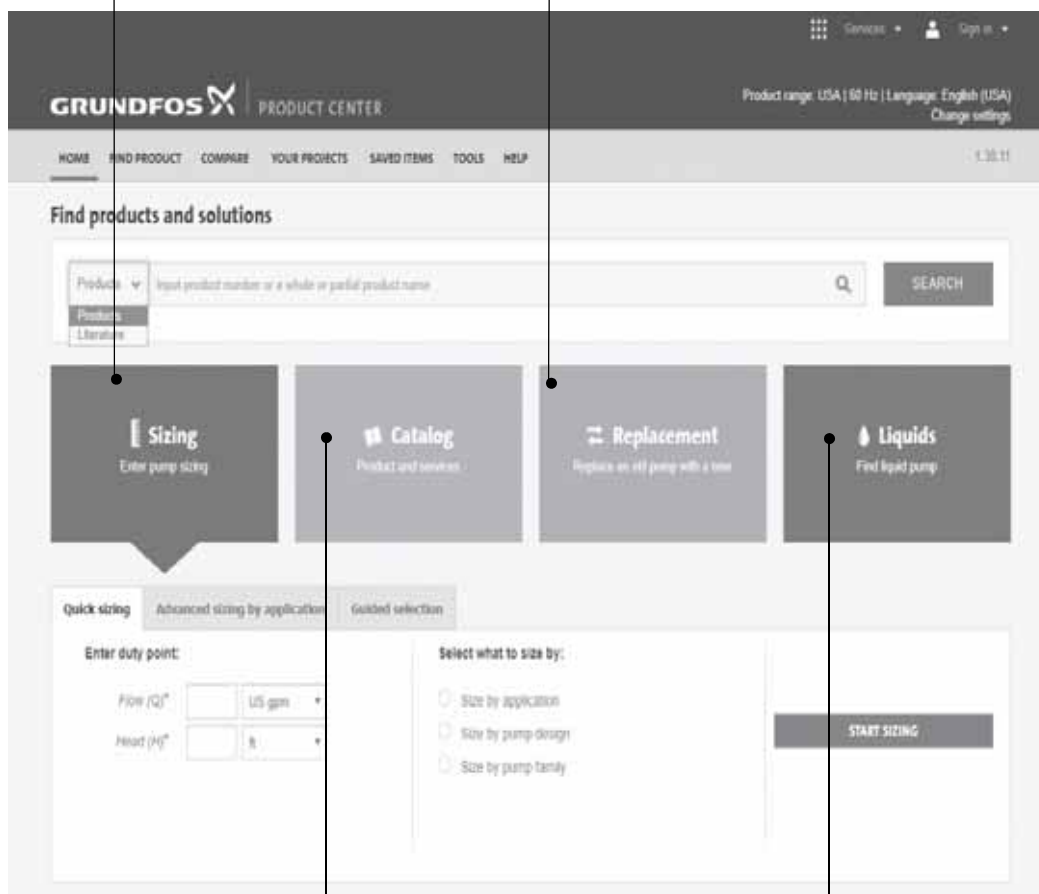 Services
Sign in
GRUNDFOS PRODUCT CENTER
Product range: USA | 60 Hz | Language: English (USA)
Change settings
HOME FIND PRODUCT COMPARE YOUR PROJECTS SAVED ITEMS TOOLS HELP
Find products and solutions
Products Input product number or a whole or partial product name SEARCH
Products
Literature
Sizing
Enter pump sizing
Catalog
Product and services
Replacement
Replace an old pump with a new
Liquids
Find liquid pump
Quick sizing Advanced sizing by application Guided selection
Enter duty point:
Flow (Q)* US gpm
Head (H)* ft
Select what to size by:
Size by application
Size by pump design
Size by pump family
START SIZING